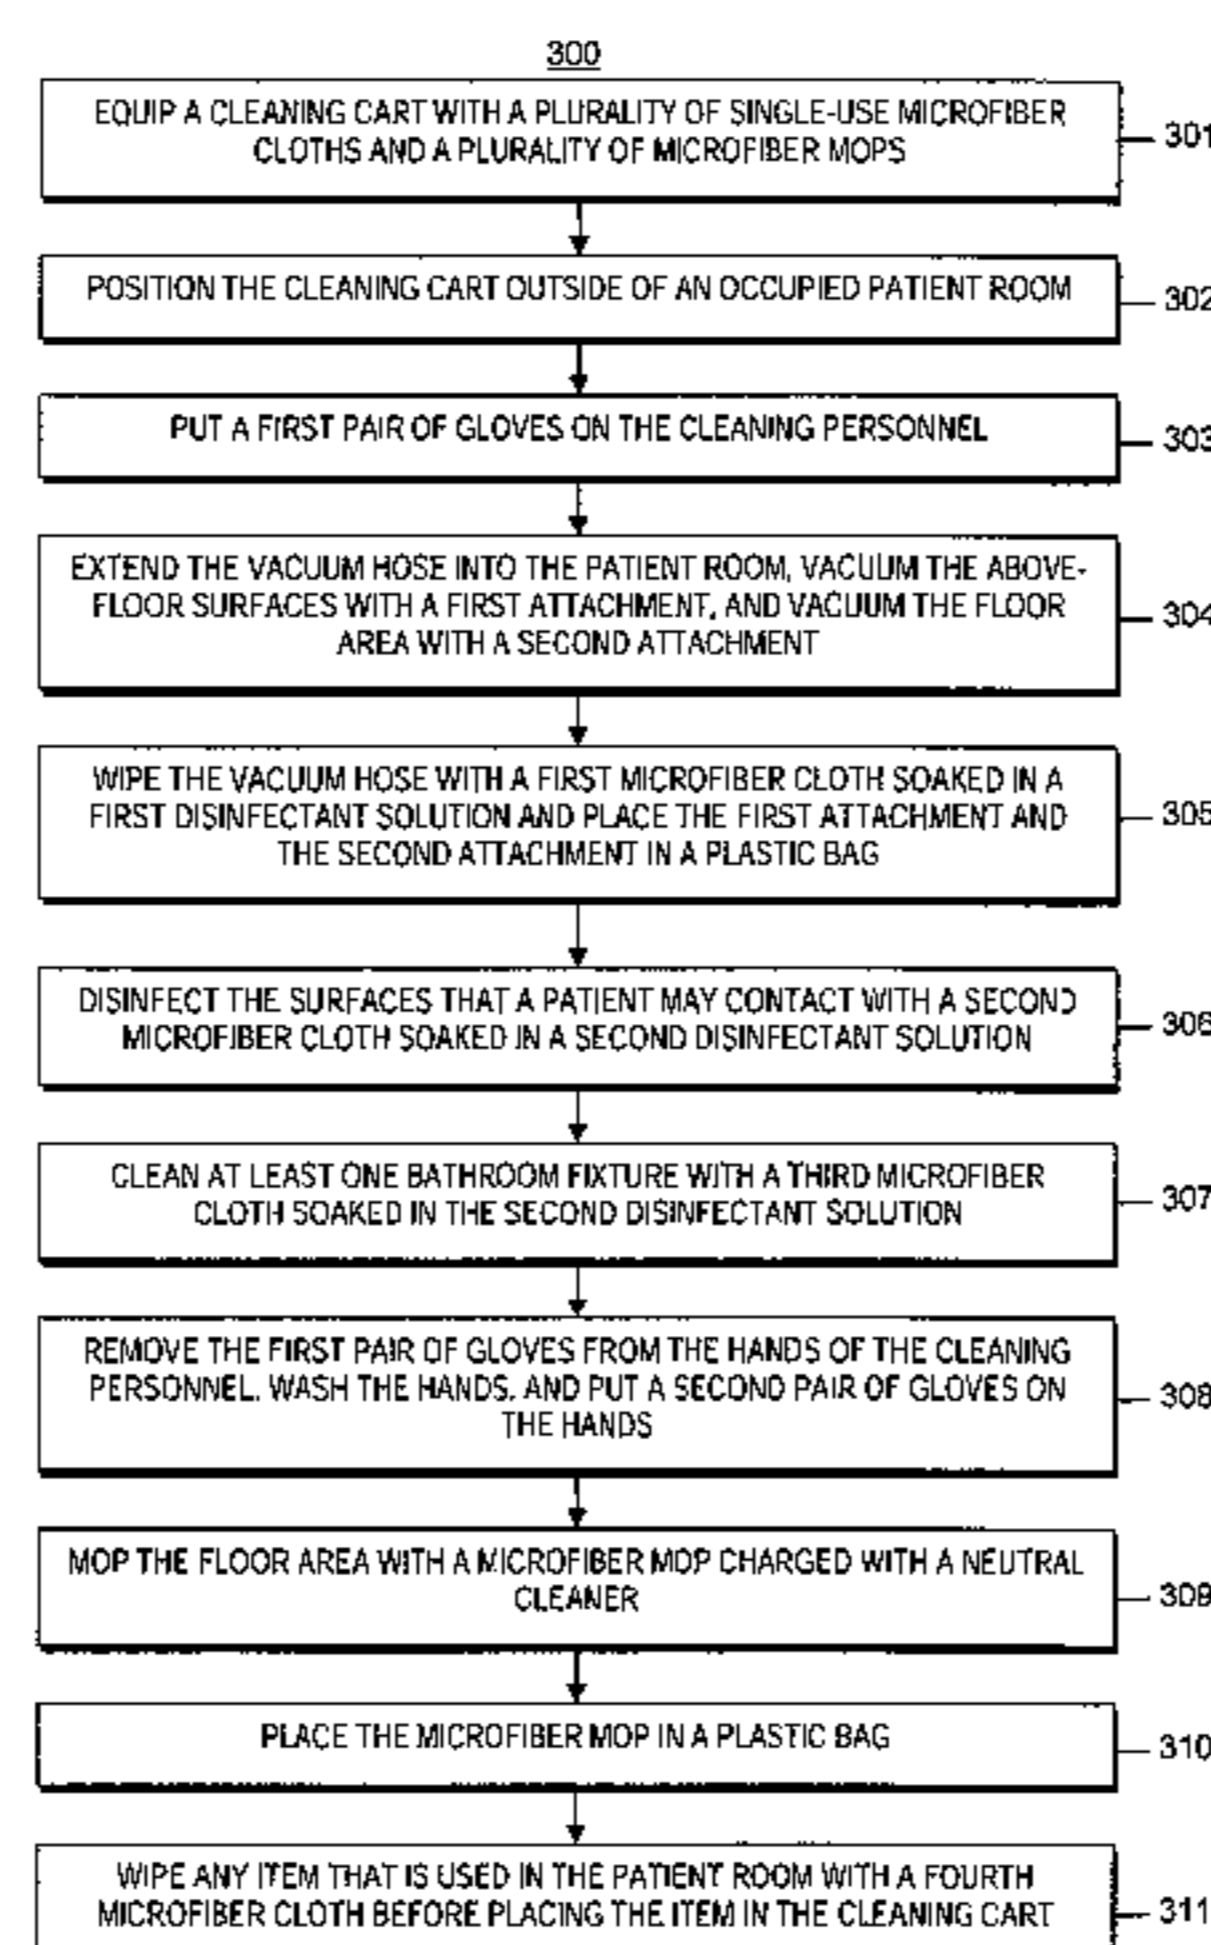 300
EQUIP A CLEANING CART WITH A PLURALITY OF SINGLE-USE MICROFIBER
CLOTHS AND A PLURALITY OF MICROFIBER MOPS
301
POSITION THE CLEANING CART OUTSIDE OF AN OCCUPIED PATIENT ROOM
302
PUT A FIRST PAIR OF GLOVES ON THE CLEANING PERSONNEL
303
EXTEND THE VACUUM HOSE INTO THE PATIENT ROOM, VACUUM THE ABOVE-
FLOOR SURFACES WITH A FIRST ATTACHMENT, AND VACUUM THE FLOOR
AREA WITH A SECOND ATTACHMENT
304
WIPE THE VACUUM HOSE WITH A FIRST MICROFIBER CLOTH SOAKED IN A
FIRST DISINFECTANT SOLUTION AND PLACE THE FIRST ATTACHMENT AND
THE SECOND ATTACHMENT IN A PLASTIC BAG
305
DISINFECT THE SURFACES THAT A PATIENT MAY CONTACT WITH A SECOND
MICROFIBER CLOTH SOAKED IN A SECOND DISINFECTANT SOLUTION
306
CLEAN AT LEAST ONE BATHROOM FIXTURE WITH A THIRD MICROFIBER
CLOTH SOAKED IN THE SECOND DISINFECTANT SOLUTION
307
REMOVE THE FIRST PAIR OF GLOVES FROM THE HANDS OF THE CLEANING
PERSONNEL, WASH THE HANDS, AND PUT A SECOND PAIR OF GLOVES ON
THE HANDS
308
MOP THE FLOOR AREA WITH A MICROFIBER MOP CHARGED WITH A NEUTRAL
CLEANER
309
PLACE THE MICROFIBER MOP IN A PLASTIC BAG
310
WIPE ANY ITEM THAT IS USED IN THE PATIENT ROOM WITH A FOURTH
MICROFIBER CLOTH BEFORE PLACING THE ITEM IN THE CLEANING CART
311